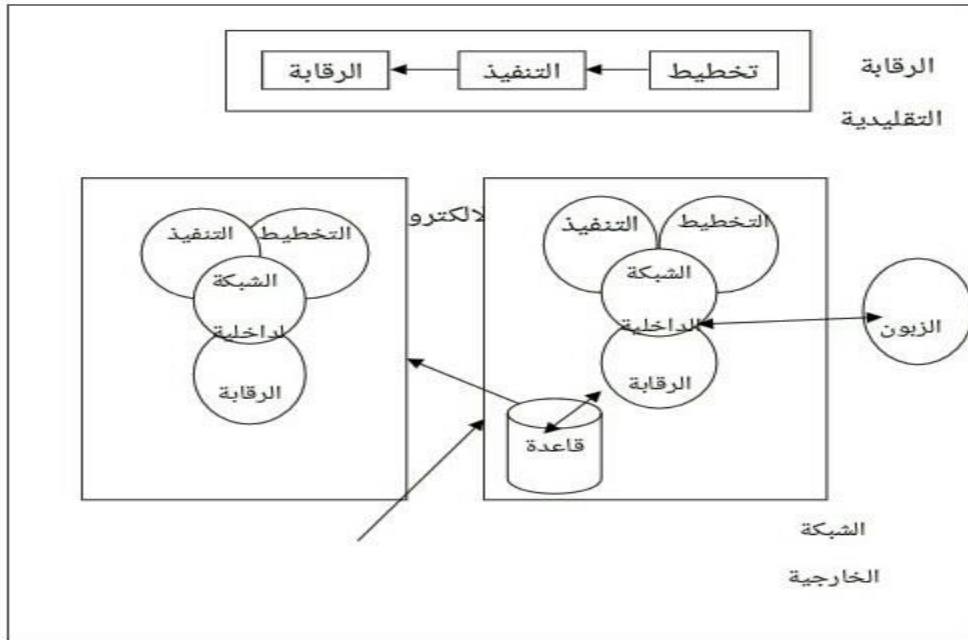 الرقابة
التقليدية
تخطيط
التنفيذ
الرقابة
الالكترو
التخطيط
التنفيذ
الشبكة
الداخلية
الرقابة
قاعدة
الزبون
التخطيط
التنفيذ
الشبكة
لداخلية
الرقابة
الشبكة
الخارجية